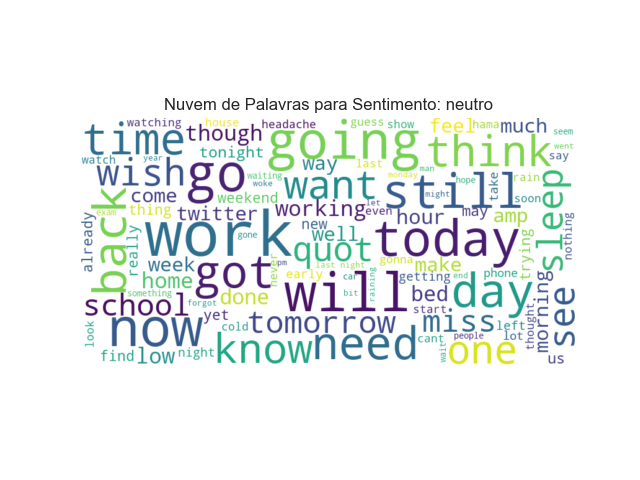 Nuvem de Palavras para Sentimento: neutro
watching house headache guess show feel hama much seem
time though going think went
tonight way last say
watch year wish go want still take rain soon
waiting woke monday man hope
come weekend working let might
back thing twitter even hour may amp sleep nothing
exam new
already really work gone well today trying
week quot never
home got pm last night car getting make phone
something early will bit raining day morning see
school done bed start
forgot tomorrow miss left thought
now yet cold people lot
look know need cant one us
find low night wait end